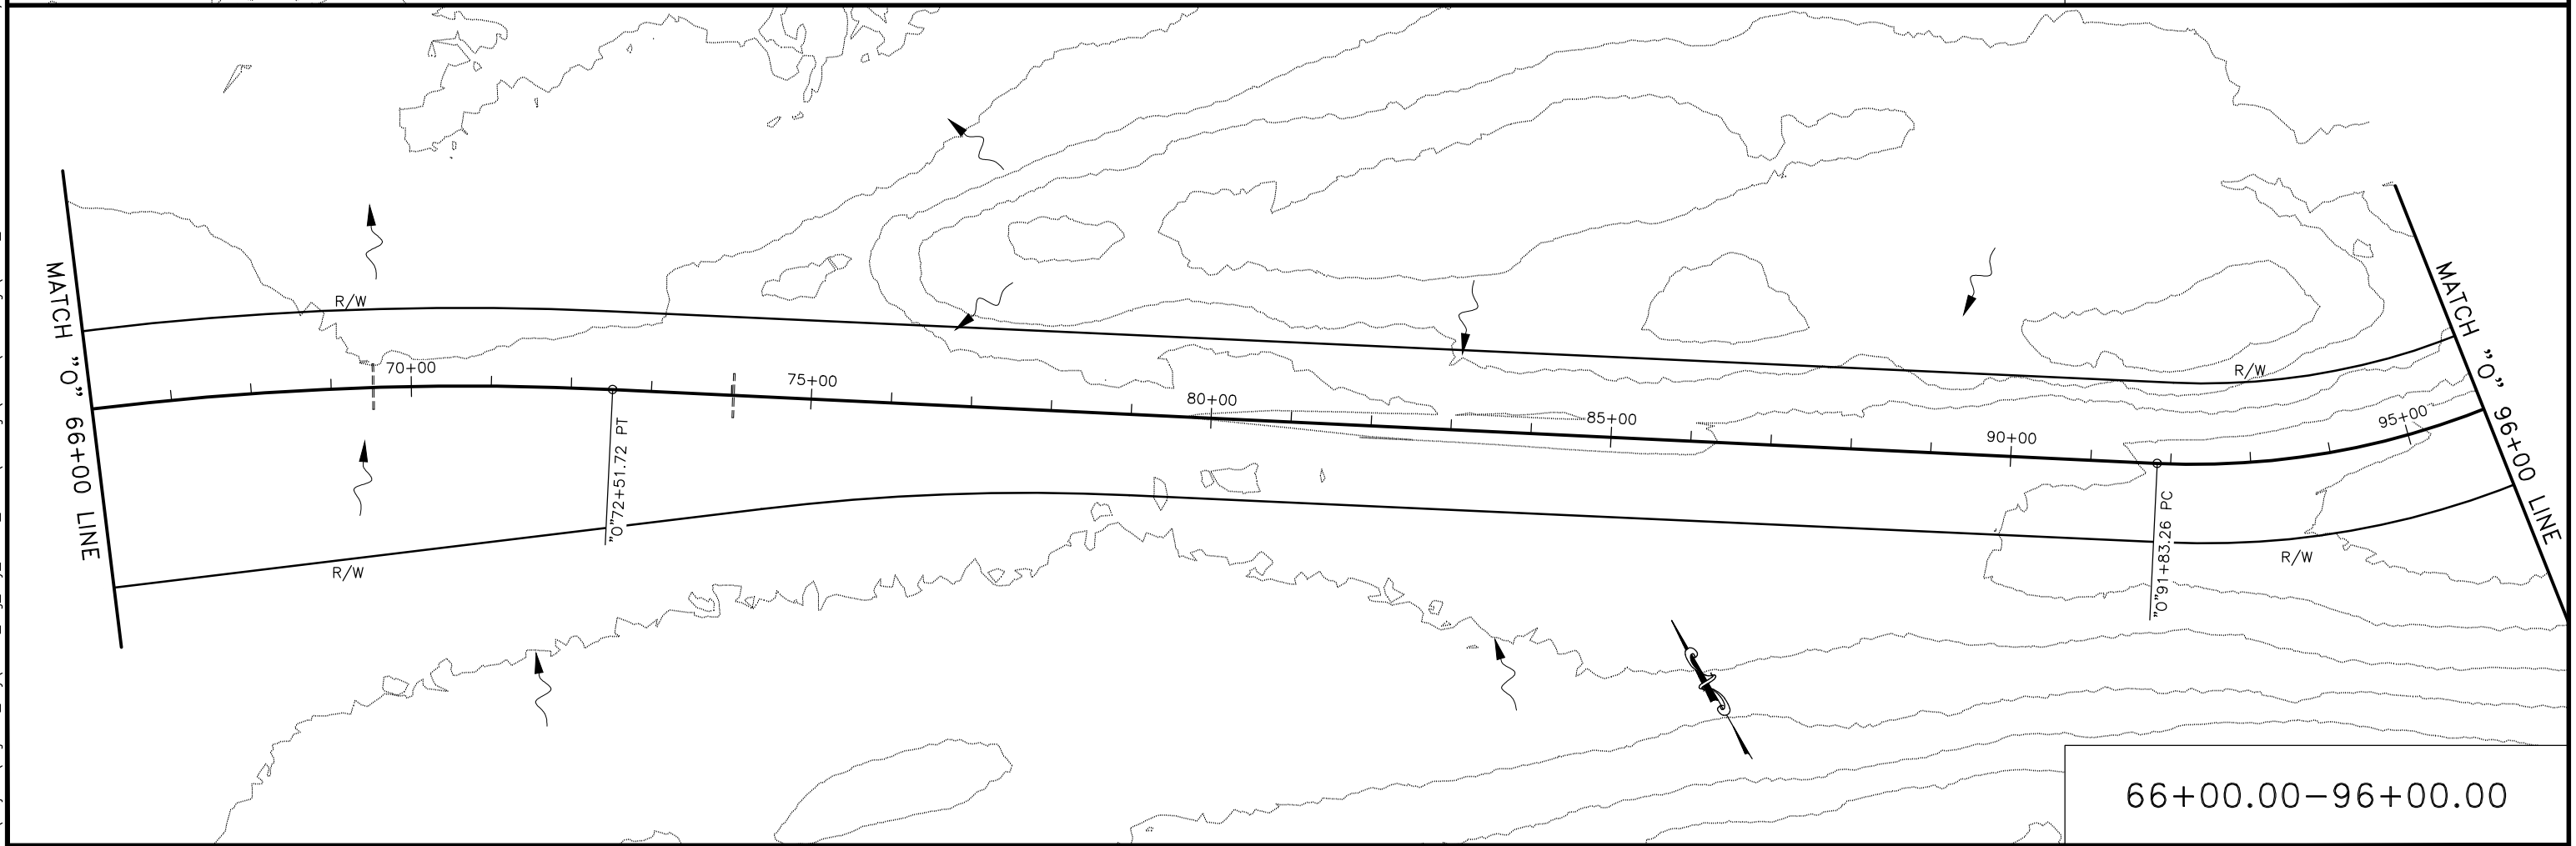 MATCH "O" 66+00 LINE
R/W
70+00
75+00
80+00
85+00
90+00
95+00
R/W
"O"72+51.72 PT
"O"91+83.26 PC
R/W
R/W
MATCH "O" 96+00 LINE
66+00.00-96+00.00